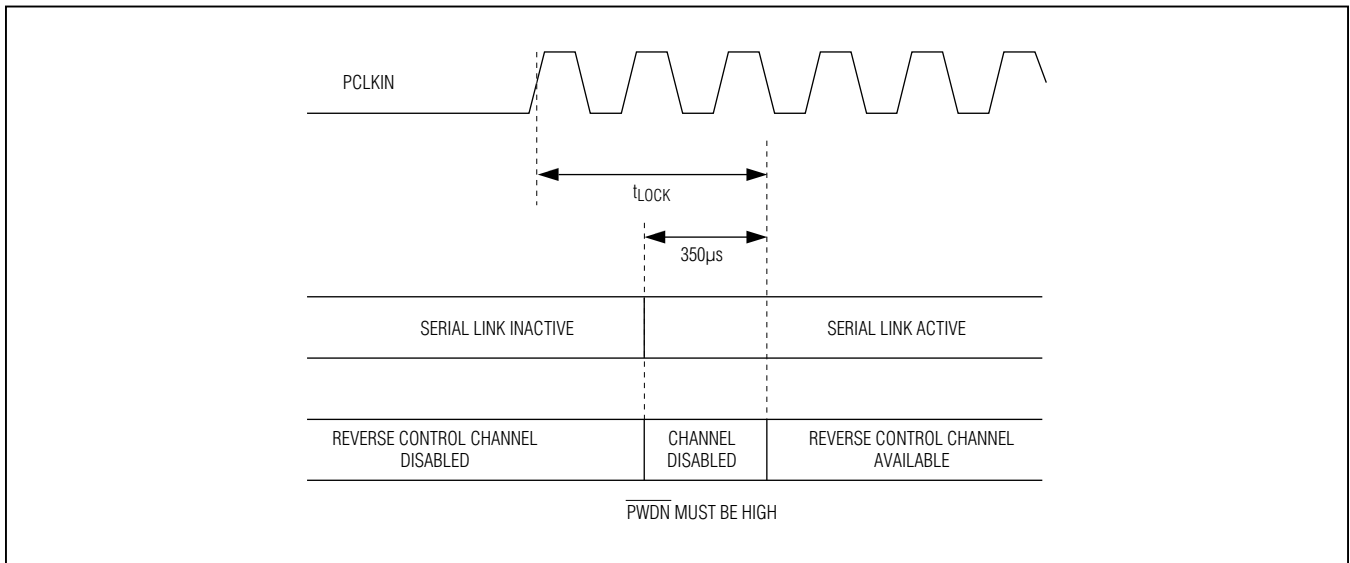 PCLKIN
tLOCK
350µs
SERIAL LINK INACTIVE
SERIAL LINK ACTIVE
REVERSE CONTROL CHANNEL
DISABLED
CHANNEL
DISABLED
REVERSE CONTROL CHANNEL
AVAILABLE
PWDN MUST BE HIGH